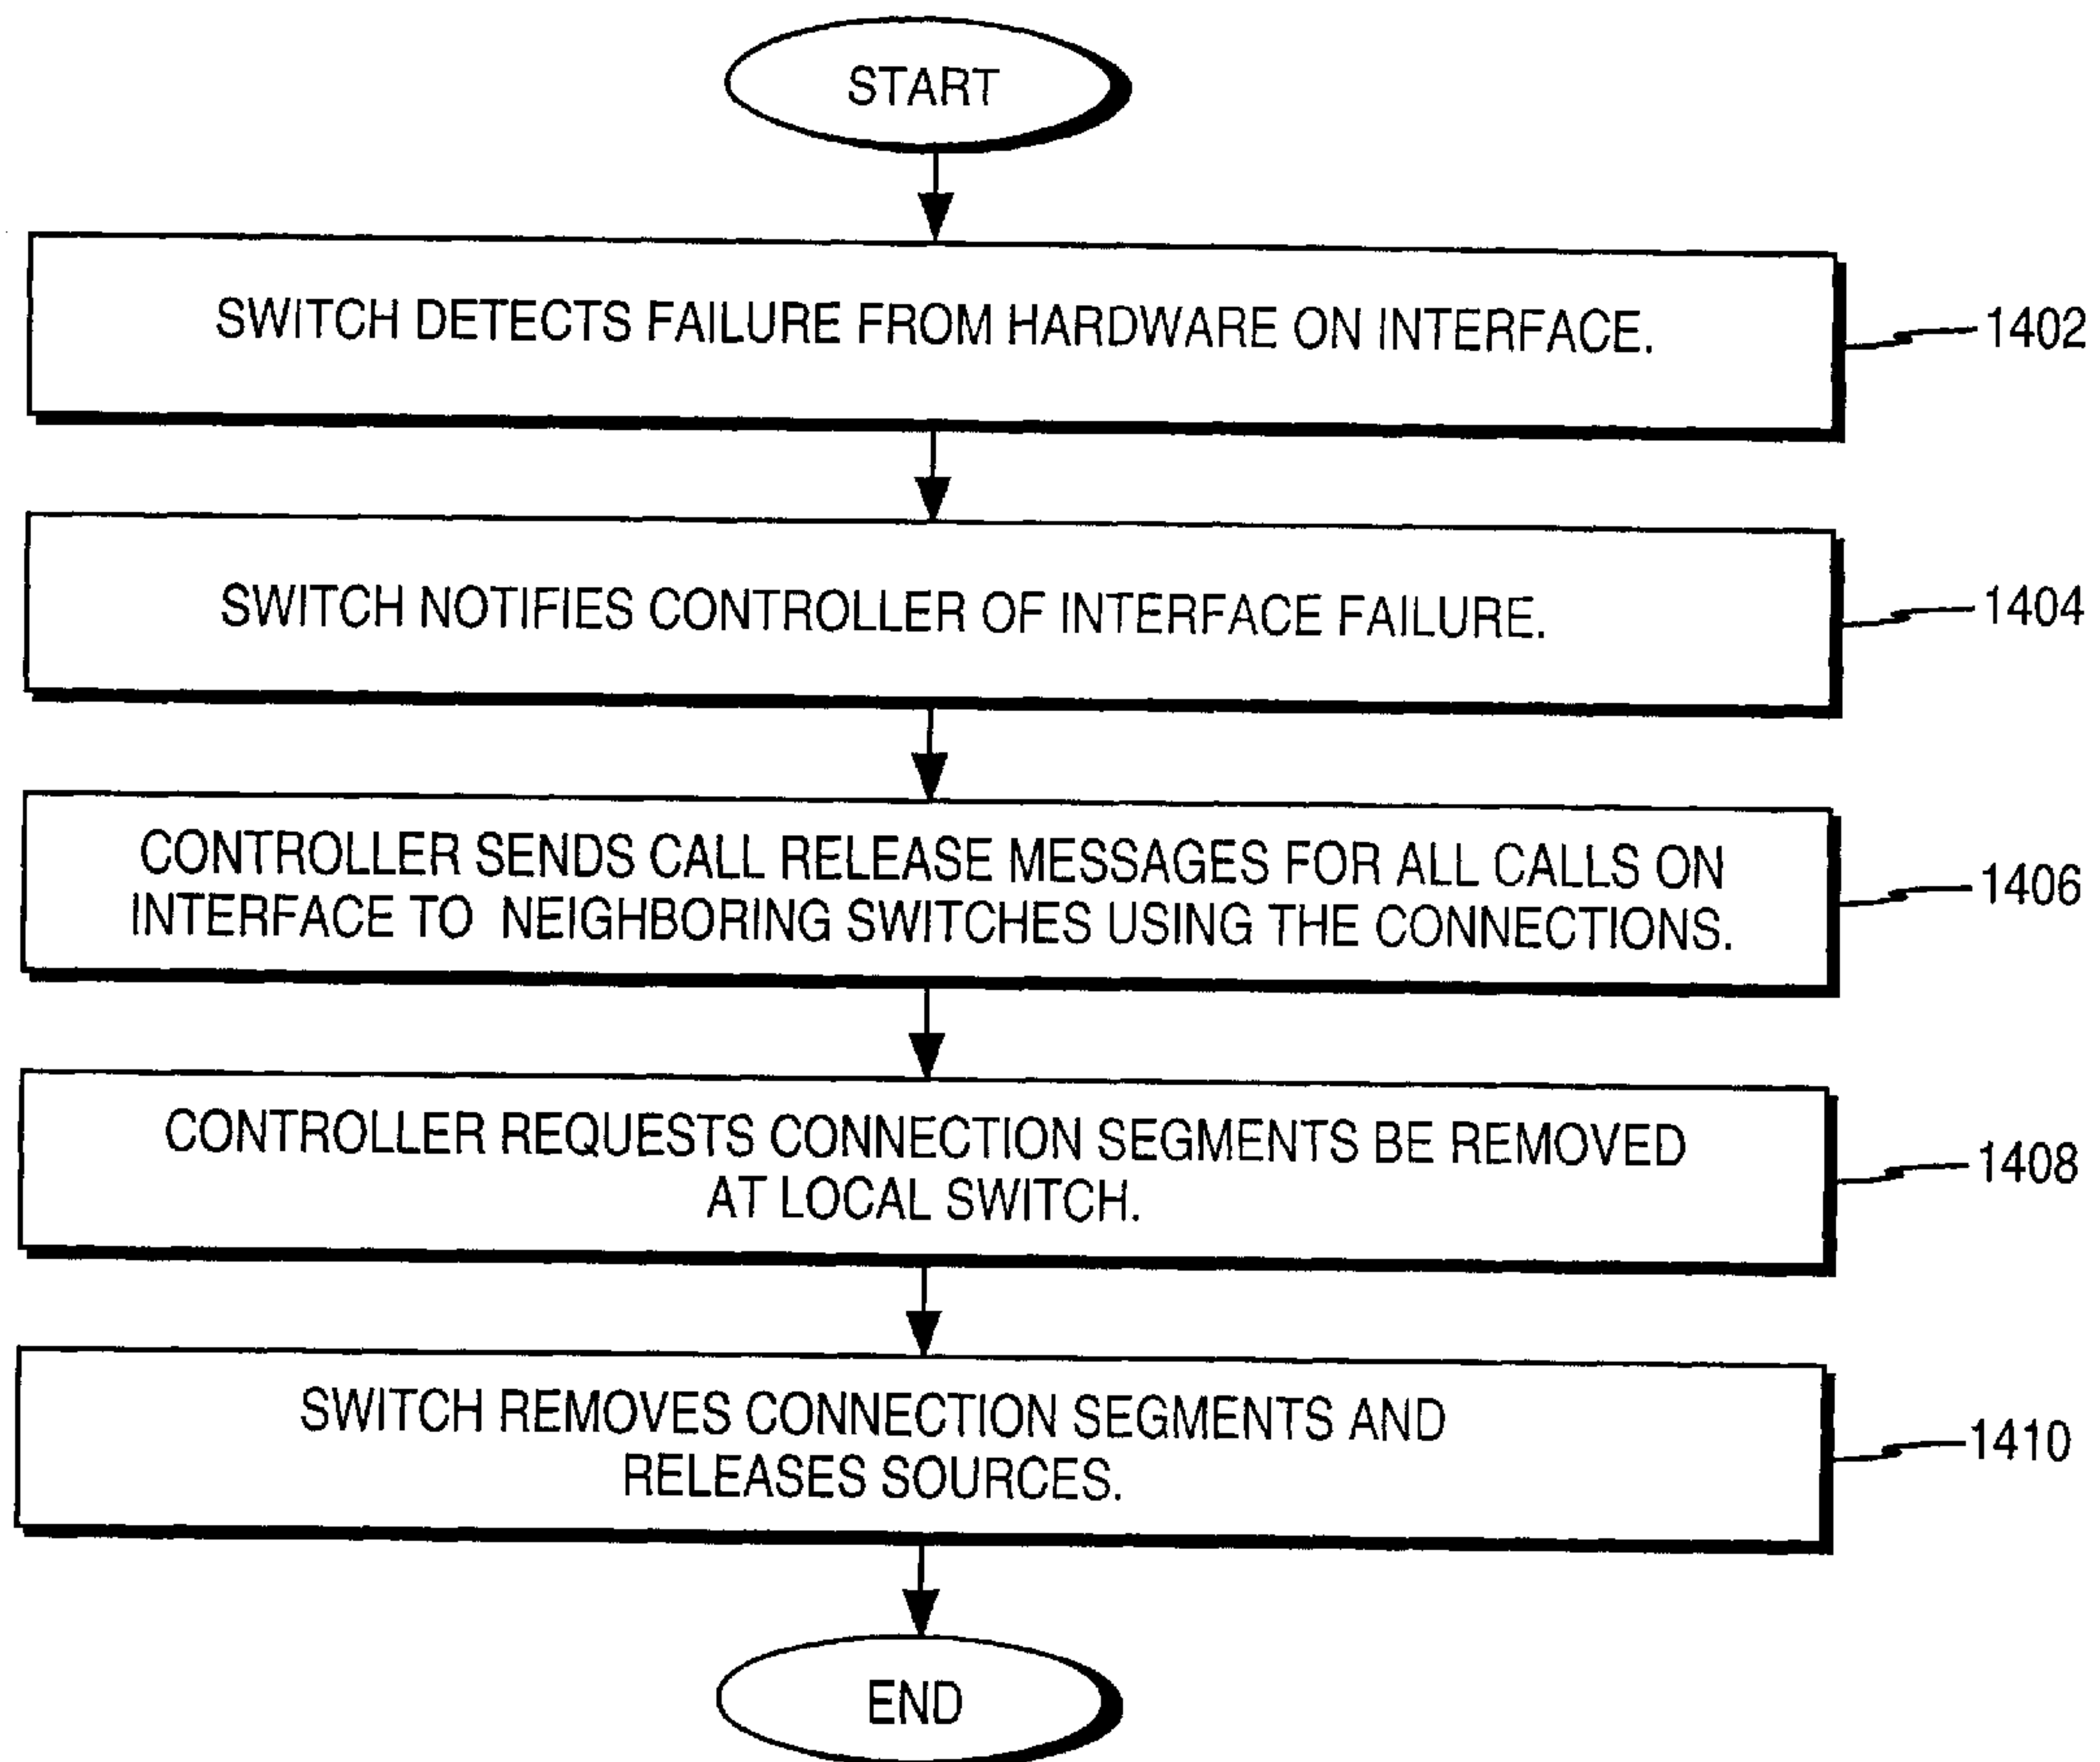 START
SWITCH DETECTS FAILURE FROM HARDWARE ON INTERFACE.
1402
SWITCH NOTIFIES CONTROLLER OF INTERFACE FAILURE.
1404
CONTROLLER SENDS CALL RELEASE MESSAGES FOR ALL CALLS ON
INTERFACE TO NEIGHBORING SWITCHES USING THE CONNECTIONS.
1406
CONTROLLER REQUESTS CONNECTION SEGMENTS BE REMOVED
AT LOCAL SWITCH.
1408
SWITCH REMOVES CONNECTION SEGMENTS AND
RELEASES SOURCES.
1410
END